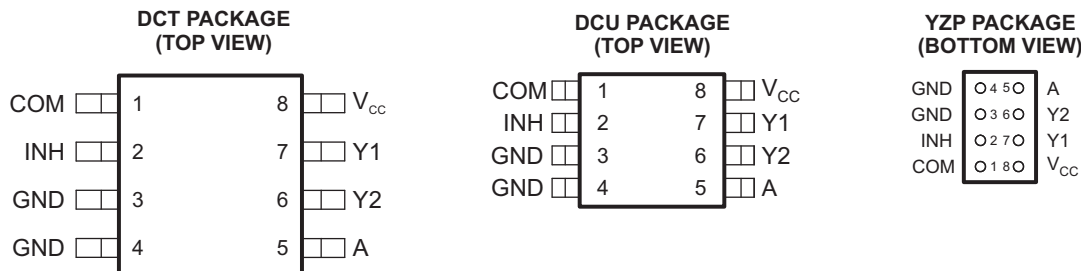 DCT PACKAGE
(TOP VIEW)
COM 1 8 VCC
INH 2 7 Y1
GND 3 6 Y2
GND 4 5 A
DCU PACKAGE
(TOP VIEW)
COM 1 8 VCC
INH 2 7 Y1
GND 3 6 Y2
GND 4 5 A
YZP PACKAGE
(BOTTOM VIEW)
GND 4 5 A
GND 3 6 Y2
INH 2 7 Y1
COM 1 8 VCC